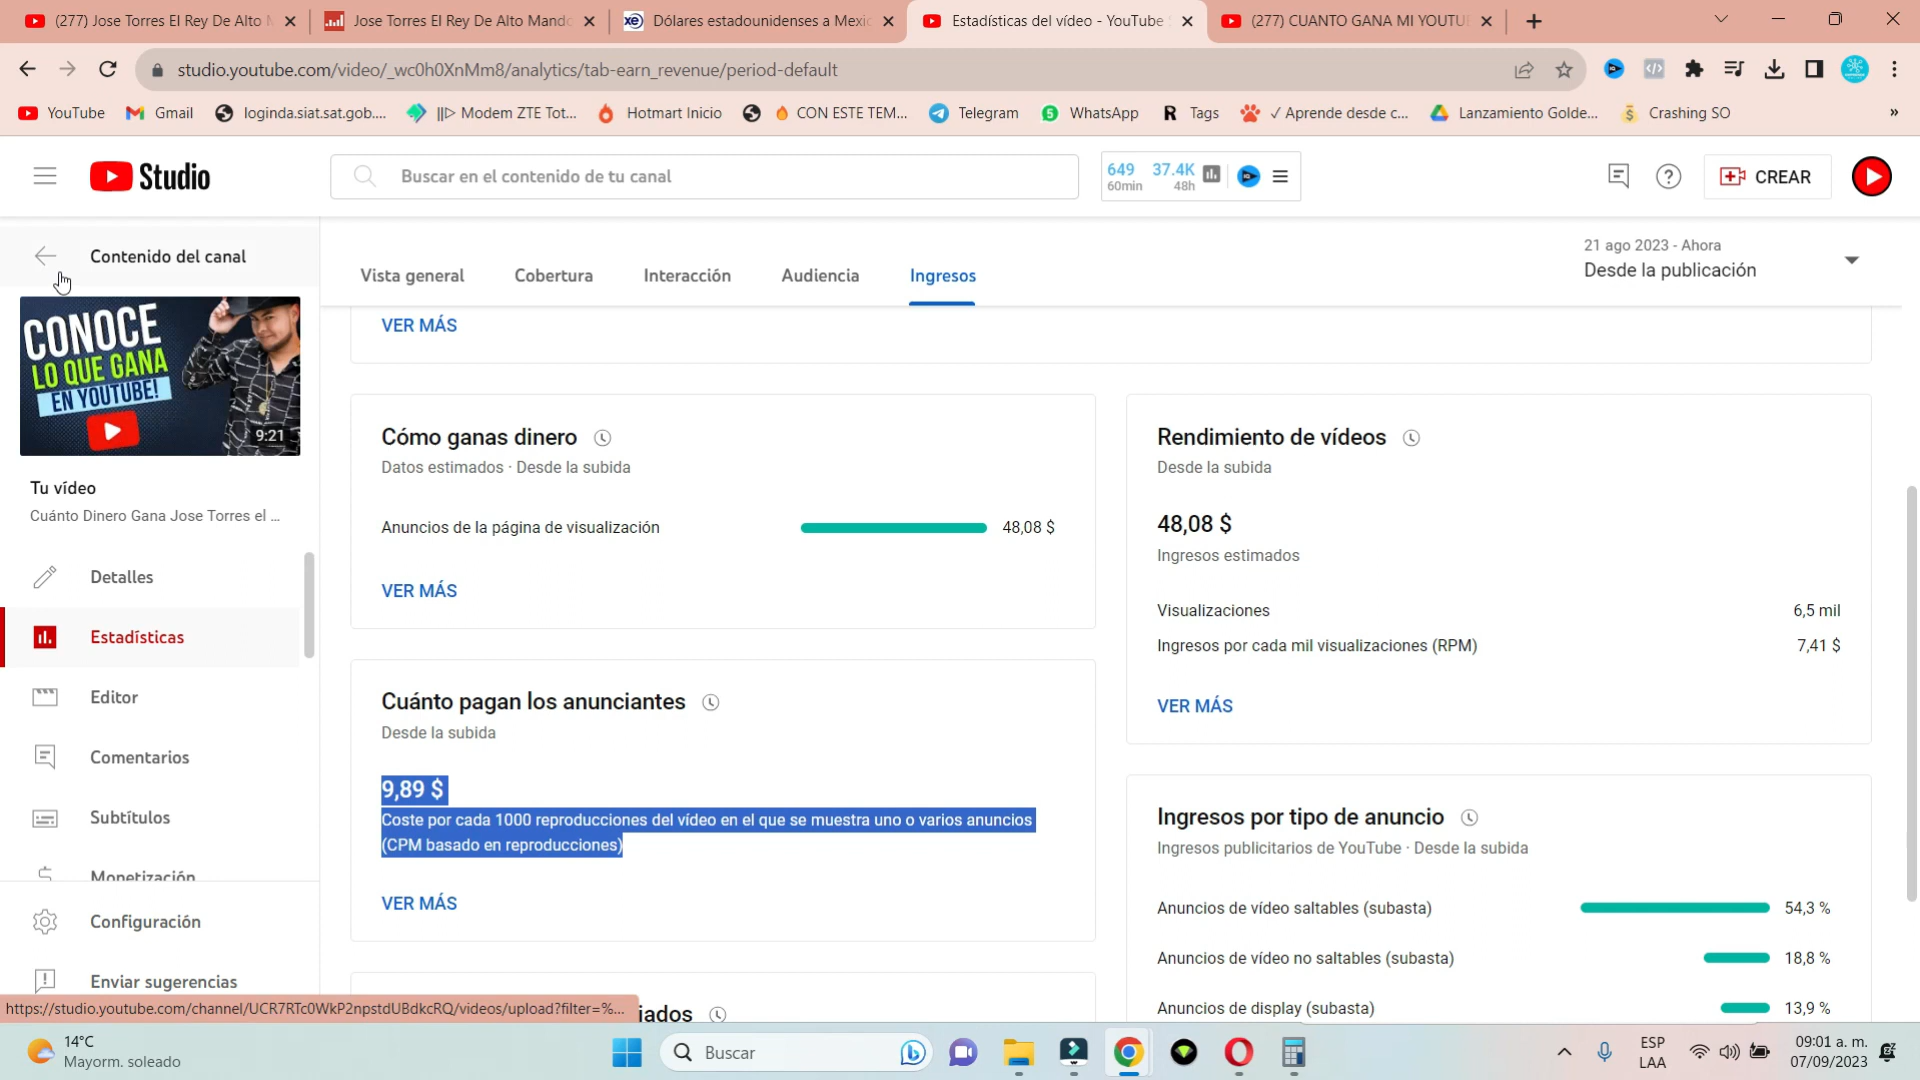 (277) Jose Torres El Rey De Alto M
Jose Torres El Rey De Alto Mando
Dólares estadounidenses a Mexic
Estadísticas del vídeo - YouTube S
(277) CUANTO GANA MI YOUTU
studio.youtube.com/video/_wc0h0XnMm8/analytics/tab-earn_revenue/period-default
YouTube
Gmail
loginda.siat.sat.gob....
||▷ Modem ZTE Tot...
Hotmart Inicio
CON ESTE TEM...
Telegram
WhatsApp
Tags
✓ Aprende desde c...
Lanzamiento Golde...
Crashing SO
»
Studio
Buscar en el contenido de tu canal
649 37.4K
60min 48h
CREAR
Contenido del canal
CONOCE
LO QUE GANA
EN YOUTUBE!
9:21
Tu vídeo
Cuánto Dinero Gana Jose Torres el ...
Detalles
Estadísticas
Editor
Comentarios
Subtítulos
Monetización
Configuración
Enviar sugerencias
https://studio.youtube.com/channel/UCR7RTc0WkP2npstdUBdkcRQ/videos/upload?filter=%...
Vista general
Cobertura
Interacción
Audiencia
Ingresos
21 ago 2023 - Ahora
Desde la publicación
VER MÁS
Cómo ganas dinero
Datos estimados · Desde la subida
Anuncios de la página de visualización 48,08 $
VER MÁS
Cuánto pagan los anunciantes
Desde la subida
9,89 $
Coste por cada 1000 reproducciones del vídeo en el que se muestra uno o varios anuncios
(CPM basado en reproducciones)
VER MÁS
iados
Rendimiento de vídeos
Desde la subida
48,08 $
Ingresos estimados
Visualizaciones 6,5 mil
Ingresos por cada mil visualizaciones (RPM) 7,41 $
VER MÁS
Ingresos por tipo de anuncio
Ingresos publicitarios de YouTube · Desde la subida
Anuncios de vídeo saltables (subasta) 54,3 %
Anuncios de vídeo no saltables (subasta) 18,8 %
Anuncios de display (subasta) 13,9 %
14°C
Mayorm. soleado
Buscar
ESP
LAA
09:01 a. m.
07/09/2023